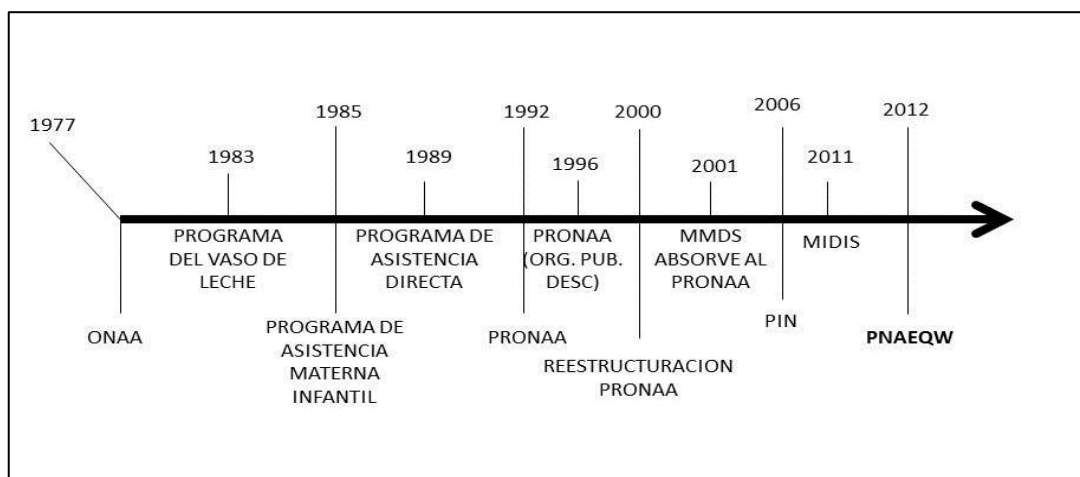 1977
1983
1985
1989
1992
1996
2000
2001
2006
2011
2012
ONAA
PROGRAMA
DEL VASO DE
LECHE
PROGRAMA DE
ASISTENCIA
MATERNA
INFANTIL
PROGRAMA DE
ASISTENCIA
DIRECTA
PRONAA
PRONAA
(ORG. PUB.
DESC)
REESTRUCTURACION
PRONAA
MMDS
ABSORVE AL
PRONAA
PIN
MIDIS
PNAEQW